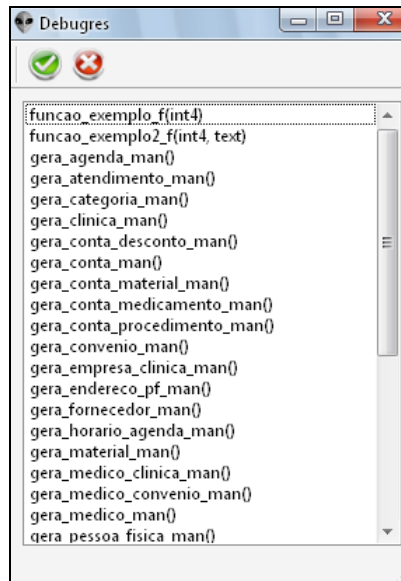 Debugres
funcao_exemplo_f(int4)
funcao_exemplo2_f(int4, text)
gera_agenda_man()
gera_atendimento_man()
gera_categoria_man()
gera_clinica_man()
gera_conta_desconto_man()
gera_conta_man()
gera_conta_material_man()
gera_conta_medicamento_man()
gera_conta_procedimento_man()
gera_convenio_man()
gera_empresa_clinica_man()
gera_endereco_pf_man()
gera_fornecedor_man()
gera_horario_agenda_man()
gera_material_man()
gera_medico_clinica_man()
gera_medico_convenio_man()
gera_medico_man()
gera_pessoa_fisica_man()